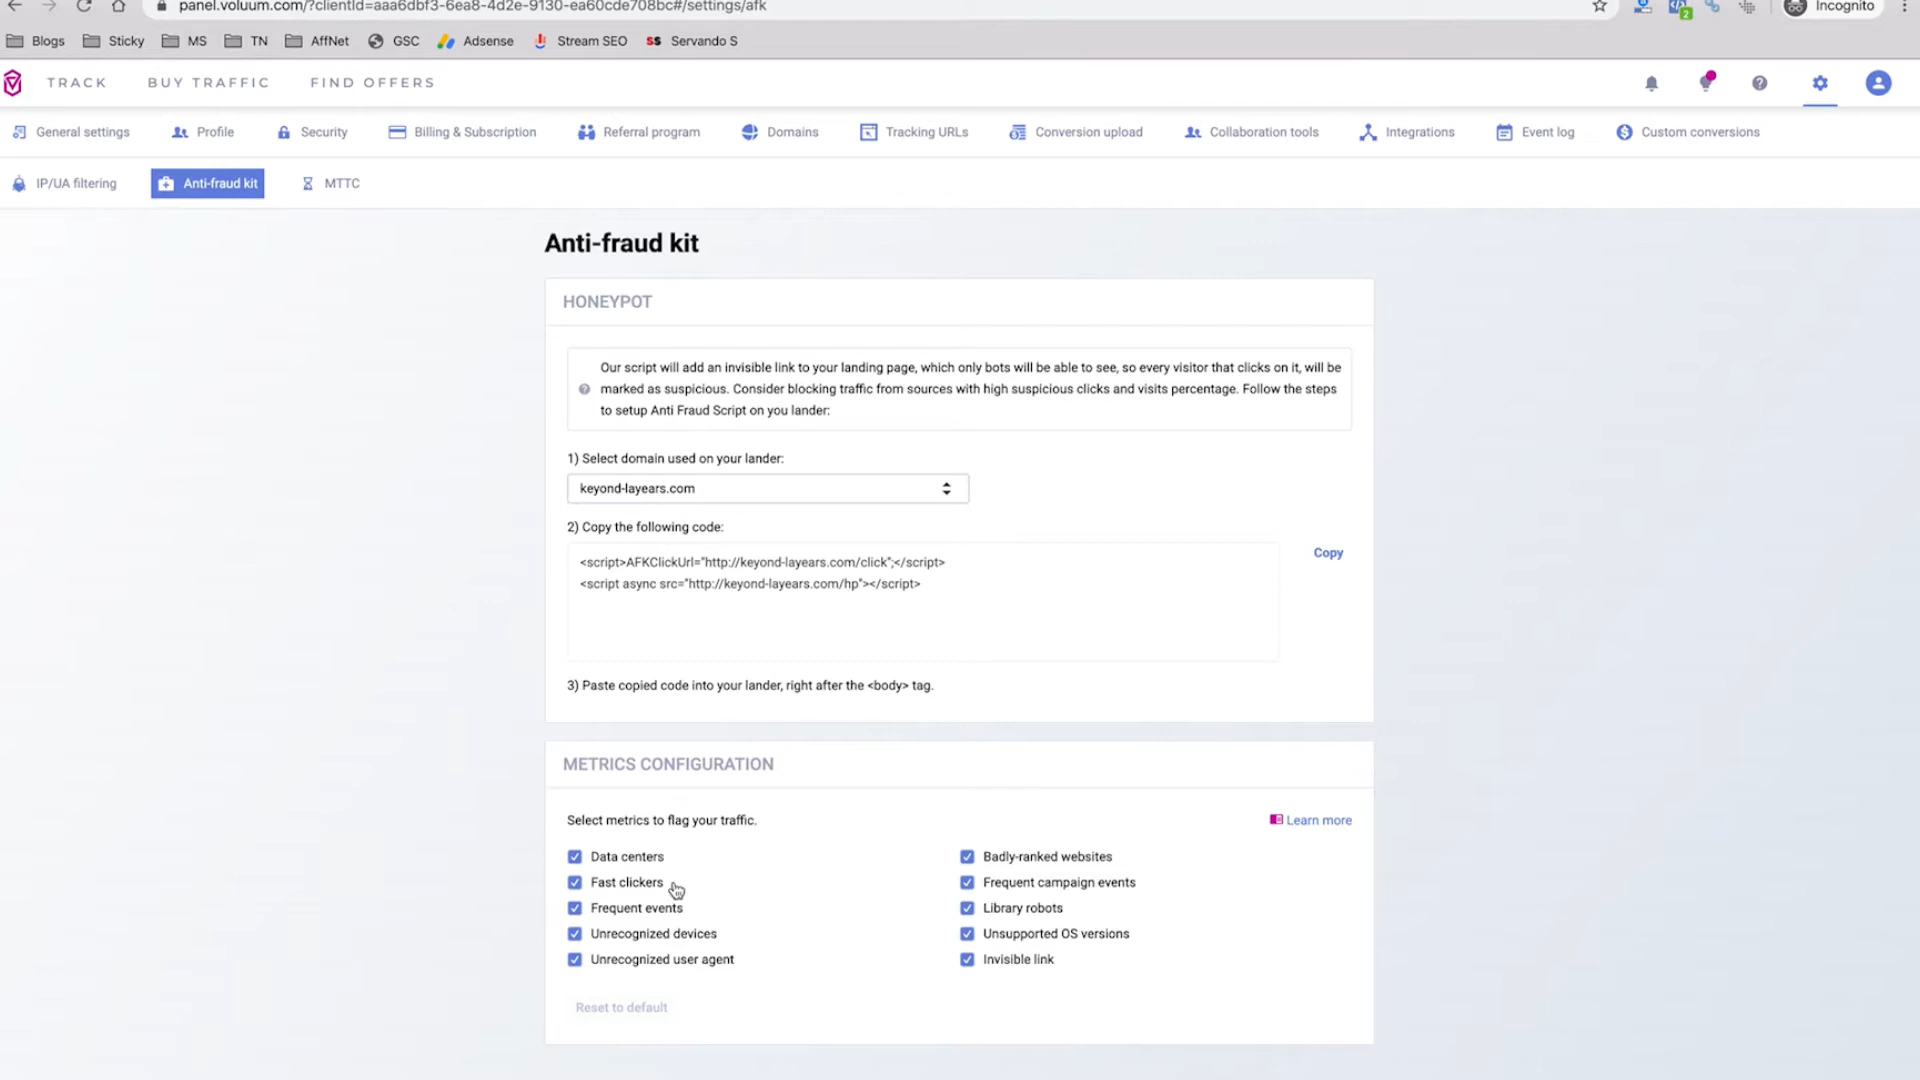 panel.voluum.com/?clientId=aaa6dbf3-6ea8-4d2e-9130-ea60cde708bc#/settings/afk
2
Incognito
Blogs Sticky MS TN AffNet GSC Adsense Stream SEO SS Servando S
TRACK BUY TRAFFIC FIND OFFERS
General settings Profile Security Billing & Subscription Referral program Domains Tracking URLs Conversion upload Collaboration tools Integrations Event log Custom conversions
IP/UA filtering Anti-fraud kit MTTC
Anti-fraud kit
HONEYPOT
Our script will add an invisible link to your landing page, which only bots will be able to see, so every visitor that clicks on it, will be
marked as suspicious. Consider blocking traffic from sources with high suspicious clicks and visits percentage. Follow the steps
to setup Anti Fraud Script on you lander:
1) Select domain used on your lander:
keyond-layears.com
2) Copy the following code:
Copy
<script>AFKClickUrl="http://keyond-layears.com/click";</script>
<script async src="http://keyond-layears.com/hp"></script>
3) Paste copied code into your lander, right after the <body> tag.
METRICS CONFIGURATION
Select metrics to flag your traffic. Learn more
Data centers Badly-ranked websites
Fast clickers Frequent campaign events
Frequent events Library robots
Unrecognized devices Unsupported OS versions
Unrecognized user agent Invisible link
Reset to default